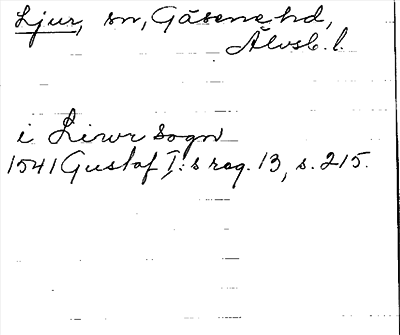 Ljur, sn, Gäsene hd,
Älvsb. l.
i Liwr sogn
1541 Gustaf I:s reg. 13, s. 215.